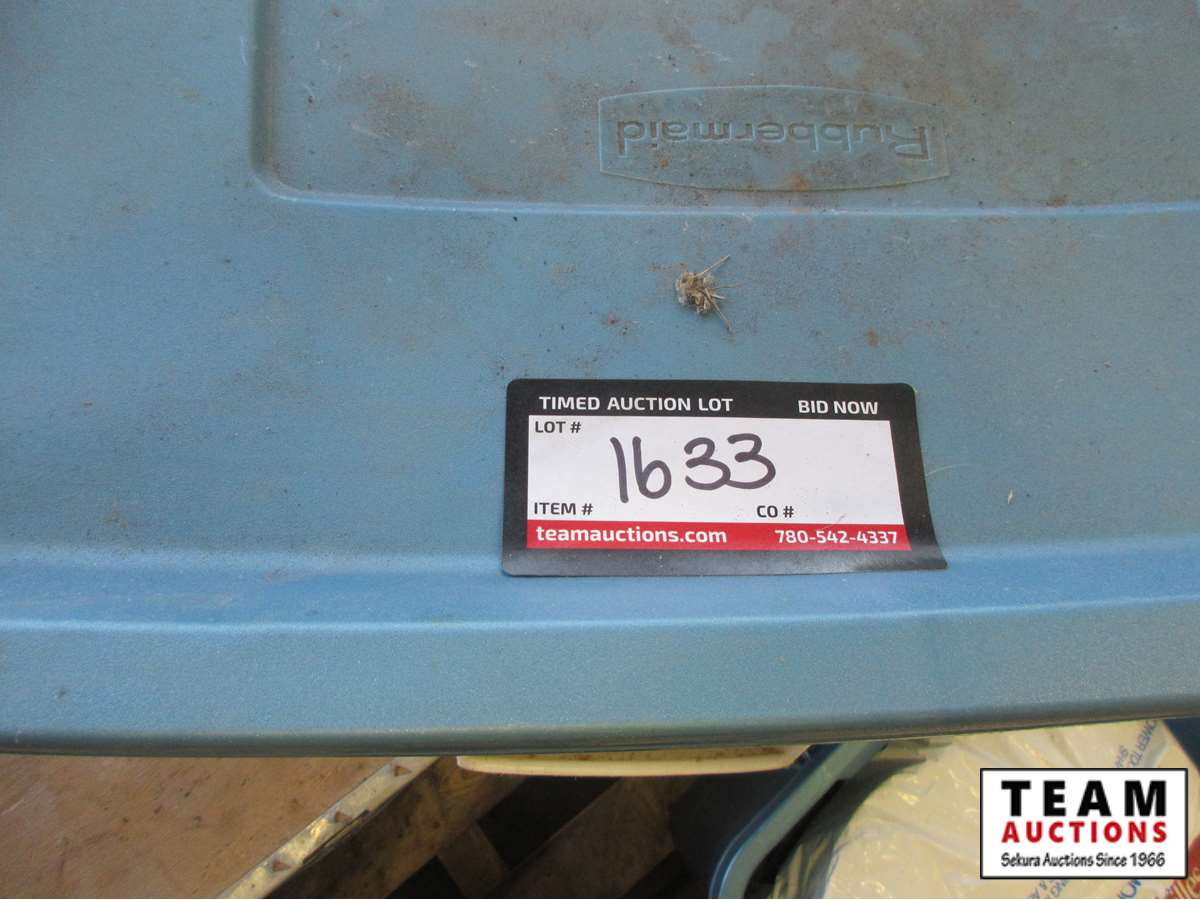 Rubbermaid
TIMED AUCTION LOT BID NOW
LOT #
1633
ITEM # CO #
teamauctions.com 780-542-4337
TEAM
AUCTIONS
Sekura Auctions Since 1966